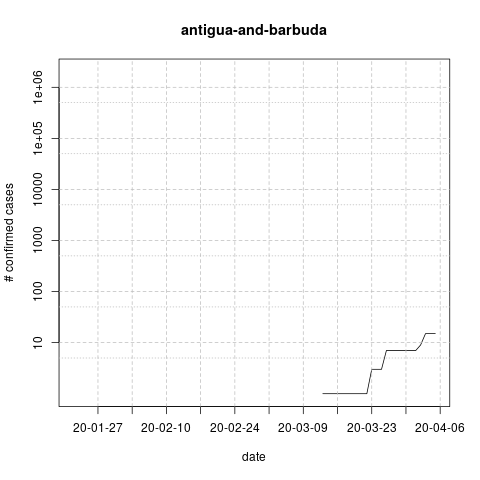 antigua-and-barbuda
1e+06
1e+05
10000
1000
100
10
# confirmed cases
20-01-27 20-02-10 20-02-24 20-03-09 20-03-23 20-04-06
date